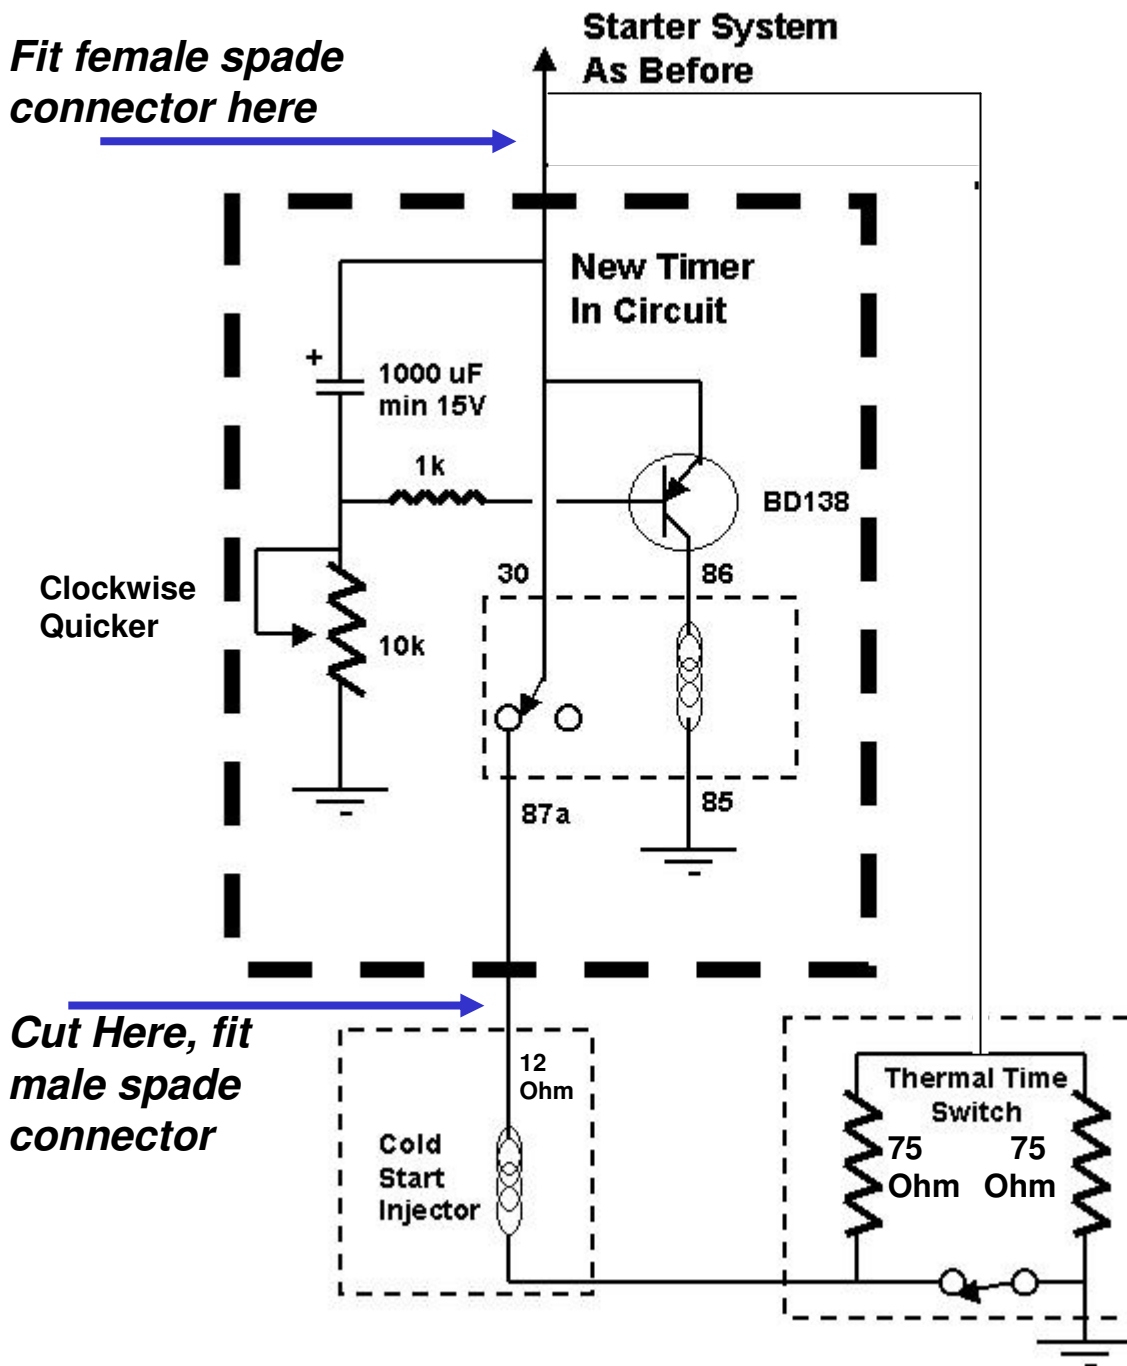 Starter System
As Before
Fit female spade
connector here
New Timer
In Circuit
+
1000 uF
min 15V
1k
BD138
30
86
Clockwise
Quicker
10k
87a
85
Cut Here, fit
male spade
connector
12
Ohm
Cold
Start
Injector
Thermal Time
Switch
75
Ohm
75
Ohm